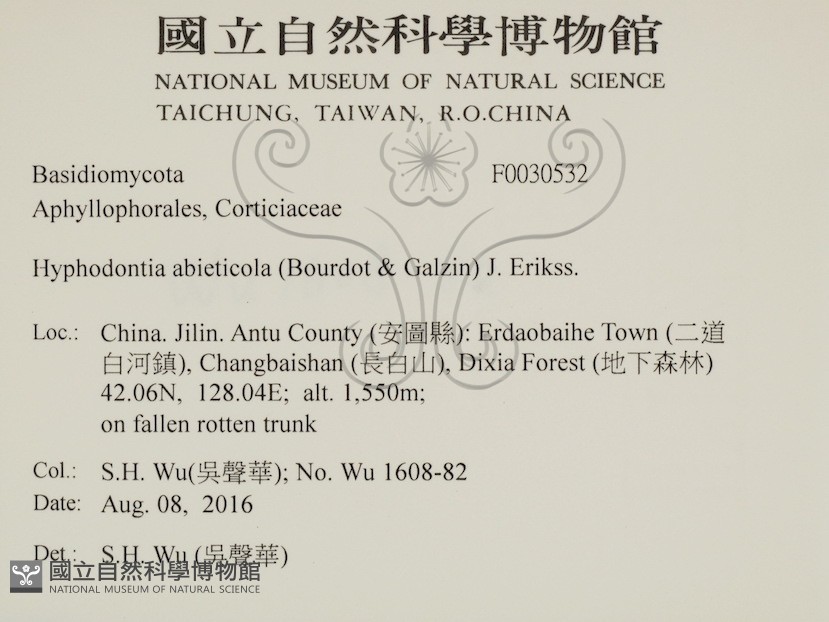 國立自然科學博物館
NATIONAL MUSEUM OF NATURAL SCIENCE
TAICHUNG, TAIWAN, R.O.CHINA
Basidiomycota F0030532
Aphyllophorales, Corticiaceae
Hyphodontia abieticola (Bourdot & Galzin) J. Erikss.
Loc.: China. Jilin. Antu County (安圖縣): Erdaobaihe Town (二道
白河鎮), Changbaishan (長白山), Dixia Forest (地下森林)
42.06N, 128.04E; alt. 1,550m;
on fallen rotten trunk
Col.: S.H. Wu(吳聲華); No. Wu 1608-82
Date: Aug. 08, 2016
Det.: S.H. Wu (吳聲華)
國立自然科學博物館
NATIONAL MUSEUM OF NATURAL SCIENCE